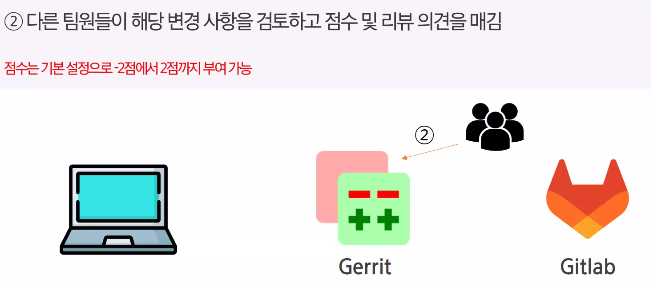 ② 다른 팀원들이 해당 변경 사항을 검토하고 점수 및 리뷰 의견을 매김
점수는 기본 설정으로 -2점에서 2점까지 부여 가능
②
Gerrit
Gitlab